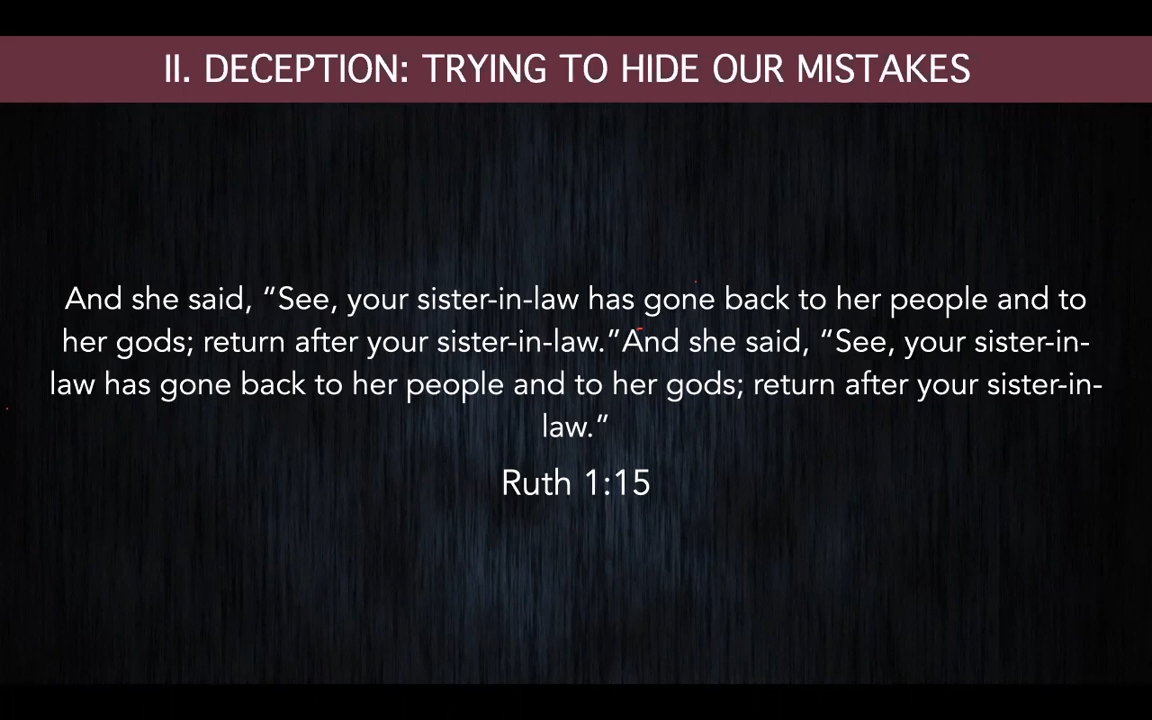 II. DECEPTION: TRYING TO HIDE OUR MISTAKES
And she said, “See, your sister-in-law has gone back to her people and to
her gods; return after your sister-in-law.”And she said, “See, your sister-in-
law has gone back to her people and to her gods; return after your sister-in-
law.”
Ruth 1:15